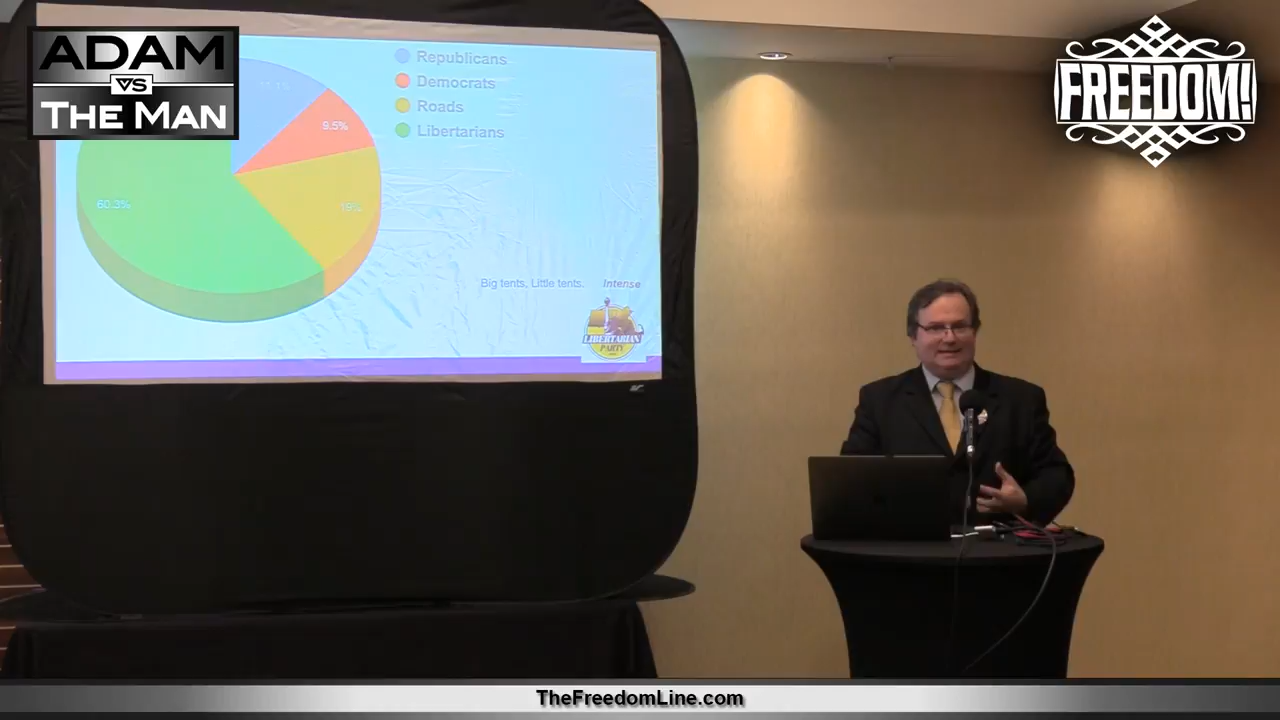 ADAM
VS
THE MAN
FREEDOM!
Republicans
Democrats
Roads
Libertarians
9.5%
19%
60.3%
Big tents, Little tents. Intense
LIBERTARIAN
PARTY
TheFreedomLine.com